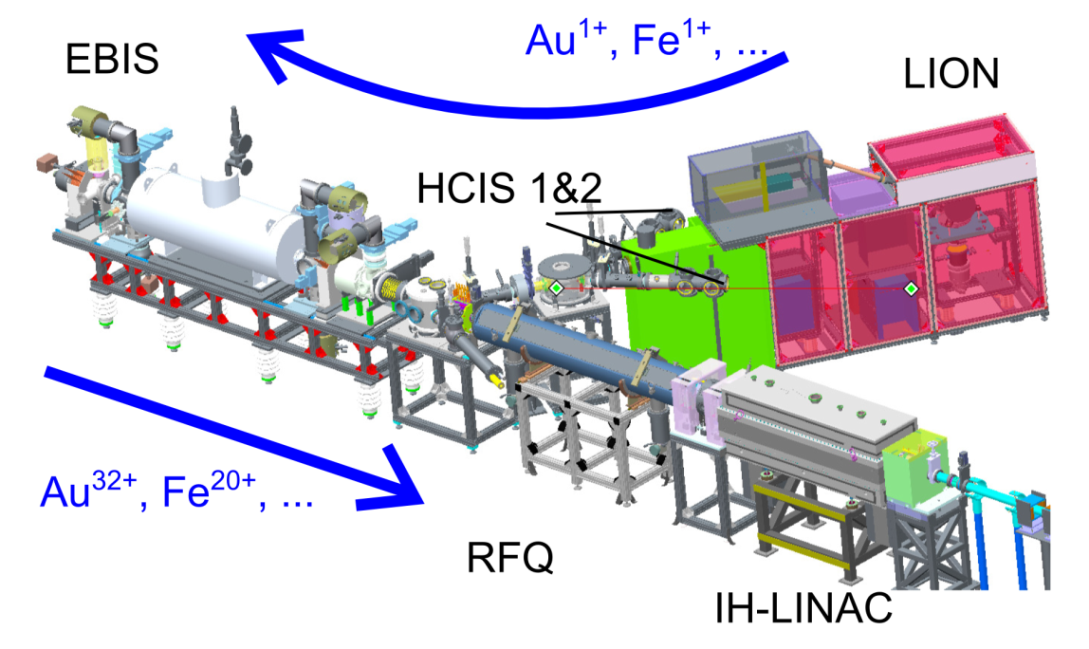 EBIS
Au¹⁺, Fe¹⁺, ...
LION
HCIS 1&2
Au³²⁺, Fe²⁰⁺, ...
RFQ
IH-LINAC